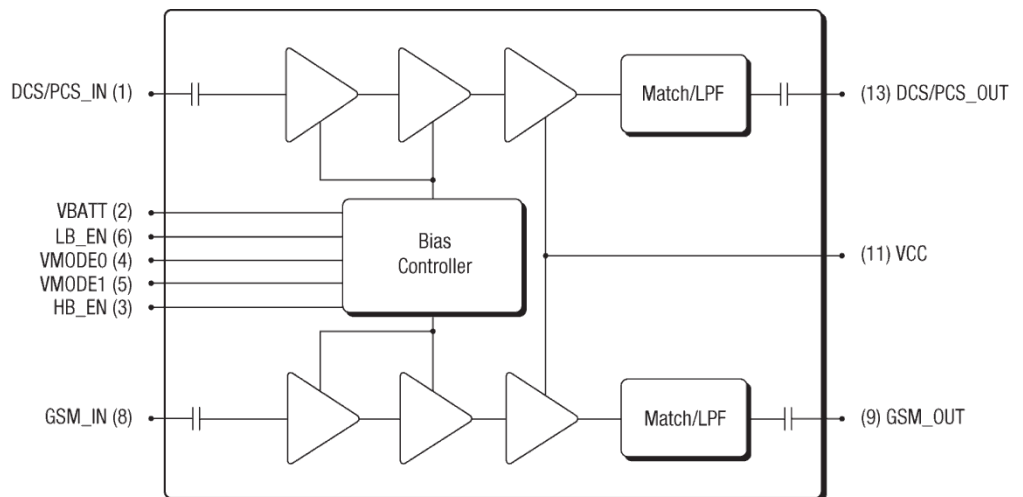 DCS/PCS_IN (1)
Match/LPF
(13) DCS/PCS_OUT
VBATT (2)
LB_EN (6)
VMODE0 (4)
VMODE1 (5)
HB_EN (3)
Bias
Controller
(11) VCC
GSM_IN (8)
Match/LPF
(9) GSM_OUT